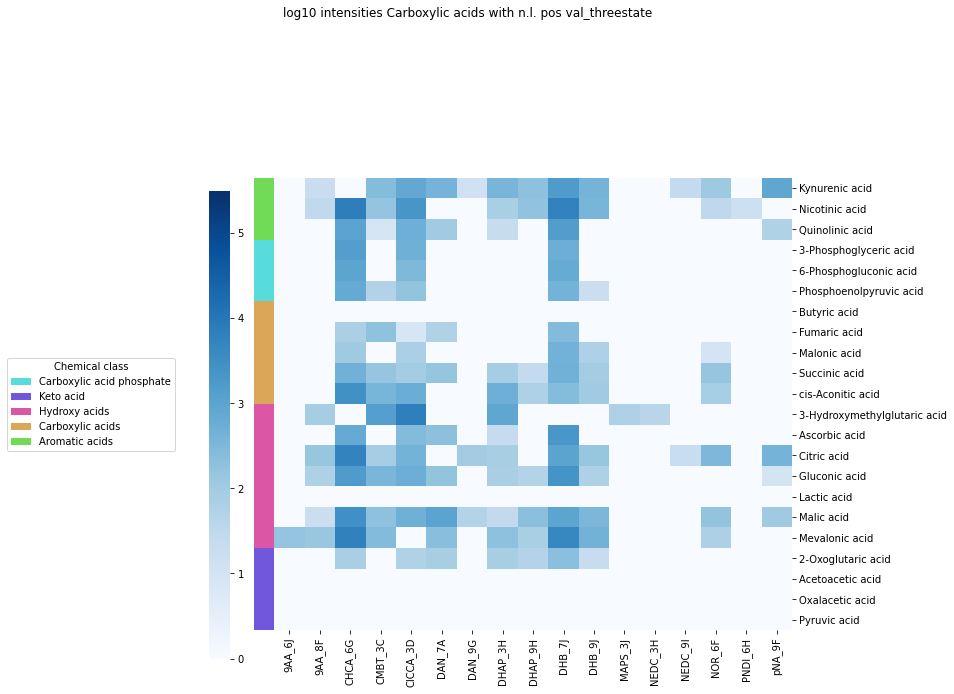 log10 intensities Carboxylic acids with n.l. pos val_threestate
Chemical class
Carboxylic acid phosphate
Keto acid
Hydroxy acids
Carboxylic acids
Aromatic acids
5
4
3
2
1
0
Kynurenic acid
Nicotinic acid
Quinolinic acid
3-Phosphoglyceric acid
6-Phosphogluconic acid
Phosphoenolpyruvic acid
Butyric acid
Fumaric acid
Malonic acid
Succinic acid
cis-Aconitic acid
3-Hydroxymethylglutaric acid
Ascorbic acid
Citric acid
Gluconic acid
Lactic acid
Malic acid
Mevalonic acid
2-Oxoglutaric acid
Acetoacetic acid
Oxalacetic acid
Pyruvic acid
9AA_6J
9AA_8F
CHCA_6G
CMBT_3C
ClCCA_3D
DAN_7A
DAN_9G
DHAP_3H
DHAP_9H
DHB_7J
DHB_9J
MAPS_3J
NEDC_3H
NEDC_9I
NOR_6F
PNDI_6H
pNA_9F